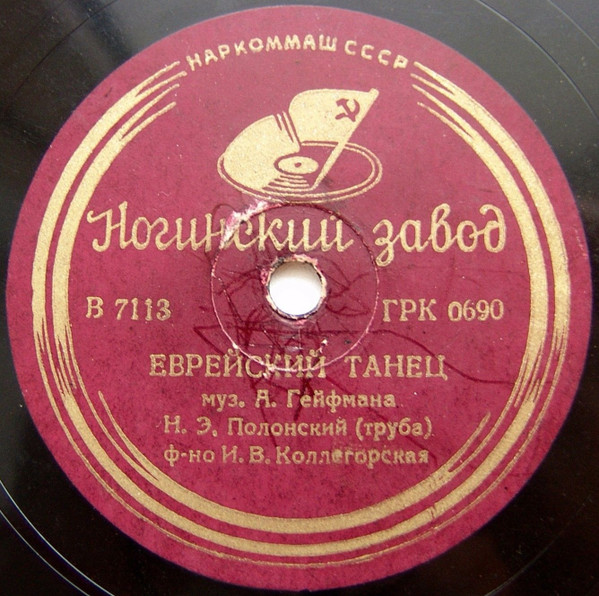 НАРКОММАШ СССР
Ногинский завод
В 7113 ГРК 0690
ЕВРЕЙСКИЙ ТАНЕЦ
муз. А. Гейфмана
Н. Э. Полонский (труба)
ф-но И. В. Коллегорская